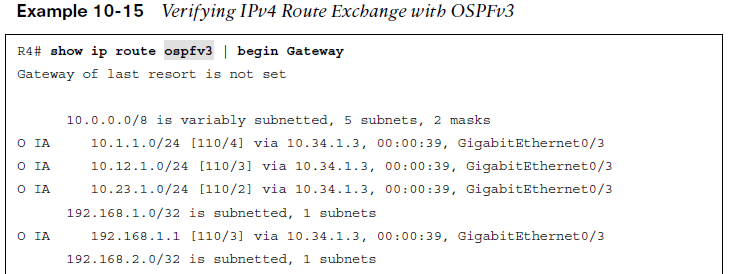 Example 10-15 Verifying IPv4 Route Exchange with OSPFv3
R4# show ip route ospfv3 | begin Gateway
Gateway of last resort is not set
10.0.0.0/8 is variably subnetted, 5 subnets, 2 masks
O IA 10.1.1.0/24 [110/4] via 10.34.1.3, 00:00:39, GigabitEthernet0/3
O IA 10.12.1.0/24 [110/3] via 10.34.1.3, 00:00:39, GigabitEthernet0/3
O IA 10.23.1.0/24 [110/2] via 10.34.1.3, 00:00:39, GigabitEthernet0/3
192.168.1.0/32 is subnetted, 1 subnets
O IA 192.168.1.1 [110/3] via 10.34.1.3, 00:00:39, GigabitEthernet0/3
192.168.2.0/32 is subnetted, 1 subnets